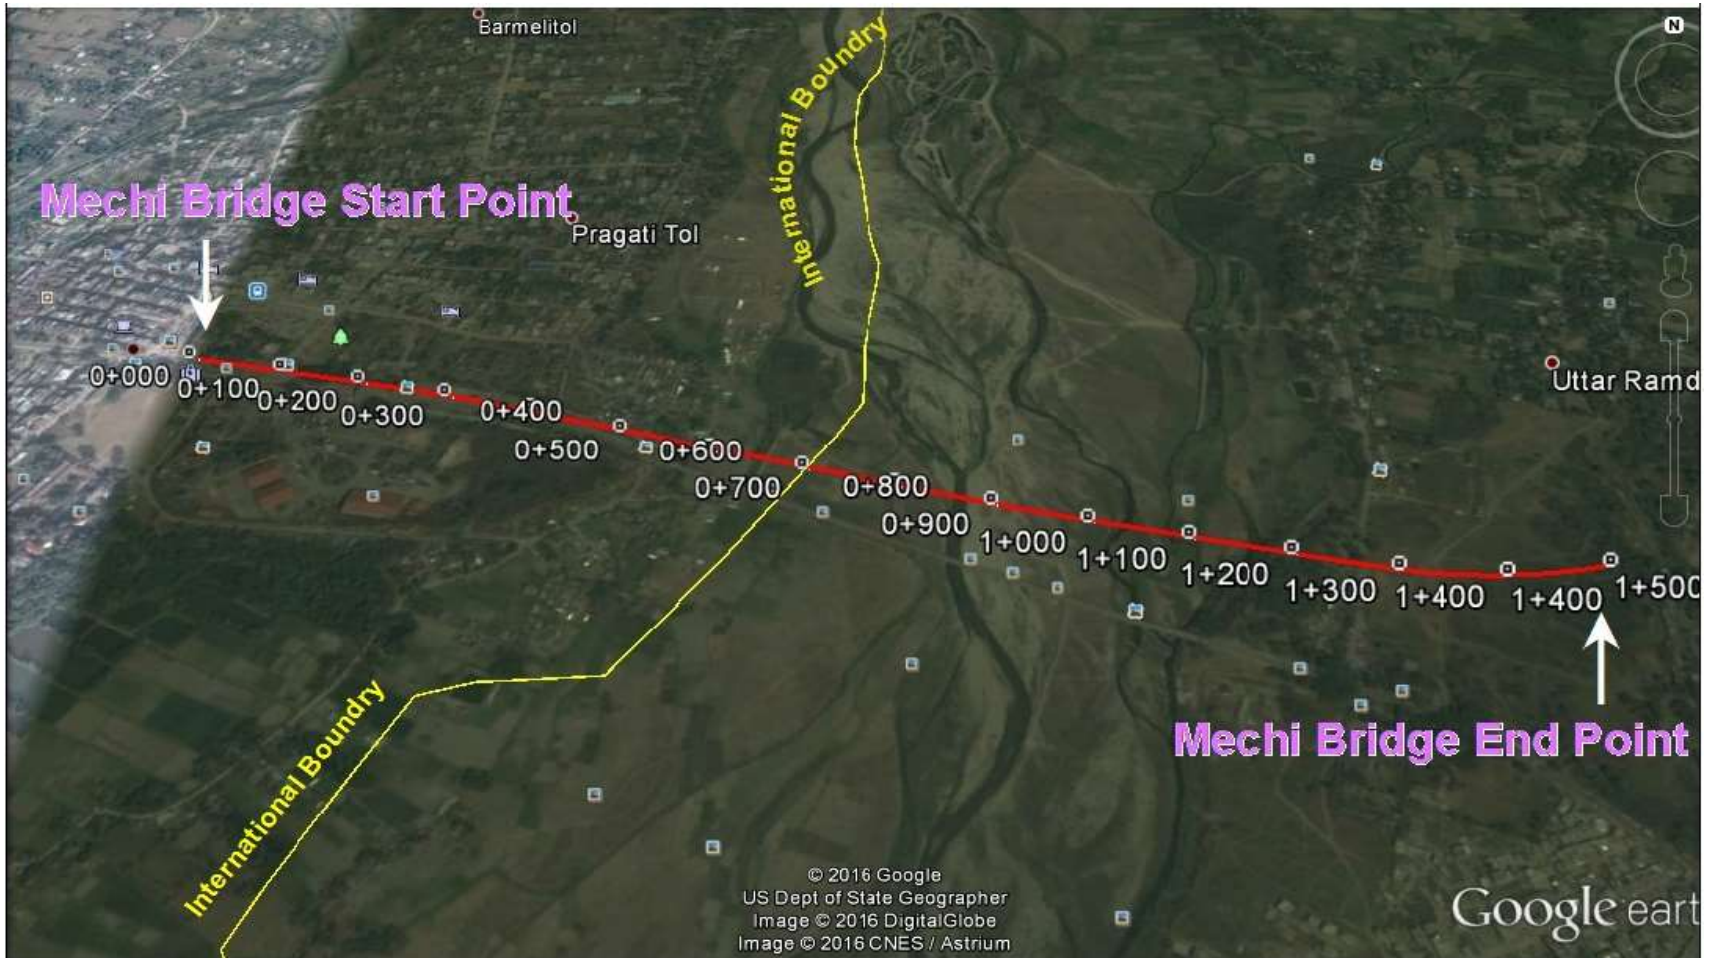 Barmelitol
N
International Boundry
Mechi Bridge Start Point
Pragati Tol
0+000
0+100
0+200
0+300
0+400
0+500
0+600
0+700
0+800
0+900
1+000
1+100
1+200
1+300
1+400
1+400
1+500
Uttar Ramd
Mechi Bridge End Point
International Boundry
© 2016 Google
US Dept of State Geographer
Image © 2016 DigitalGlobe
Image © 2016 CNES / Astrium
Google eart